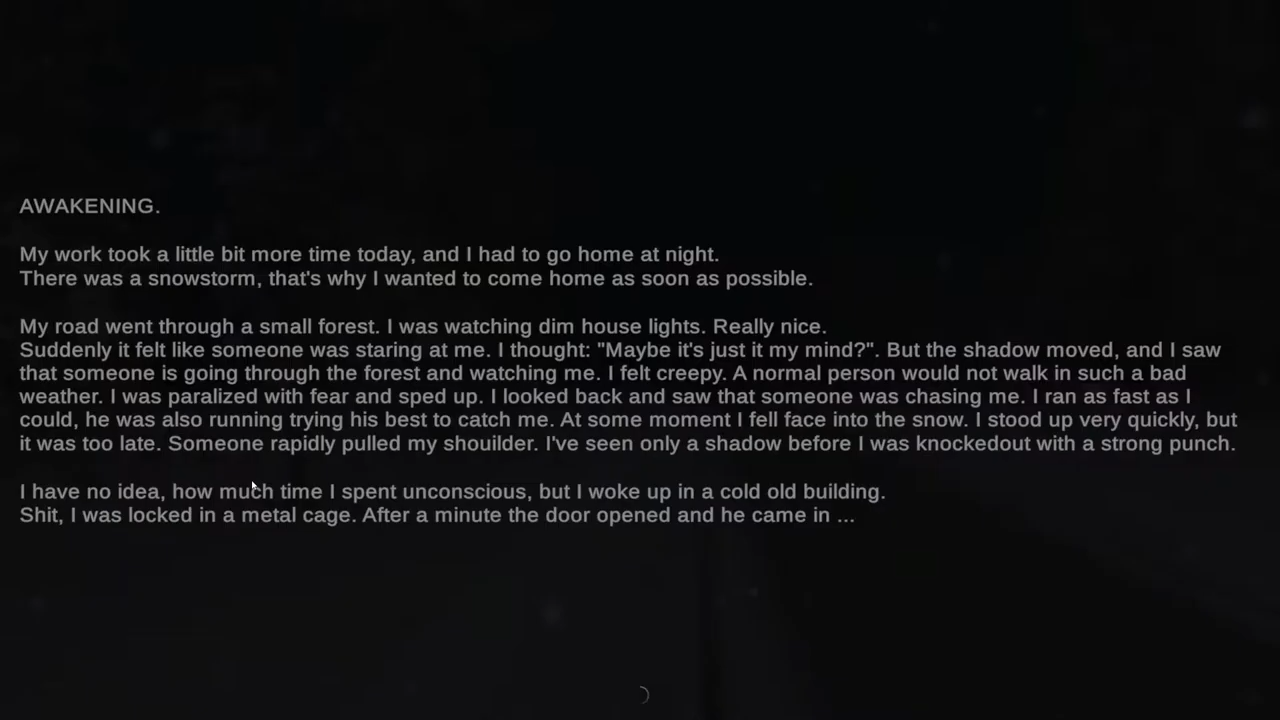 AWAKENING.
My work took a little bit more time today, and I had to go home at night.
There was a snowstorm, that's why I wanted to come home as soon as possible.
My road went through a small forest. I was watching dim house lights. Really nice.
Suddenly it felt like someone was staring at me. I thought: "Maybe it's just it my mind?". But the shadow moved, and I saw
that someone is going through the forest and watching me. I felt creepy. A normal person would not walk in such a bad
weather. I was paralized with fear and sped up. I looked back and saw that someone was chasing me. I ran as fast as I
could, he was also running trying his best to catch me. At some moment I fell face into the snow. I stood up very quickly, but
it was too late. Someone rapidly pulled my shouilder. I've seen only a shadow before I was knockedout with a strong punch.
I have no idea, how much time I spent unconscious, but I woke up in a cold old building.
Shit, I was locked in a metal cage. After a minute the door opened and he came in ...